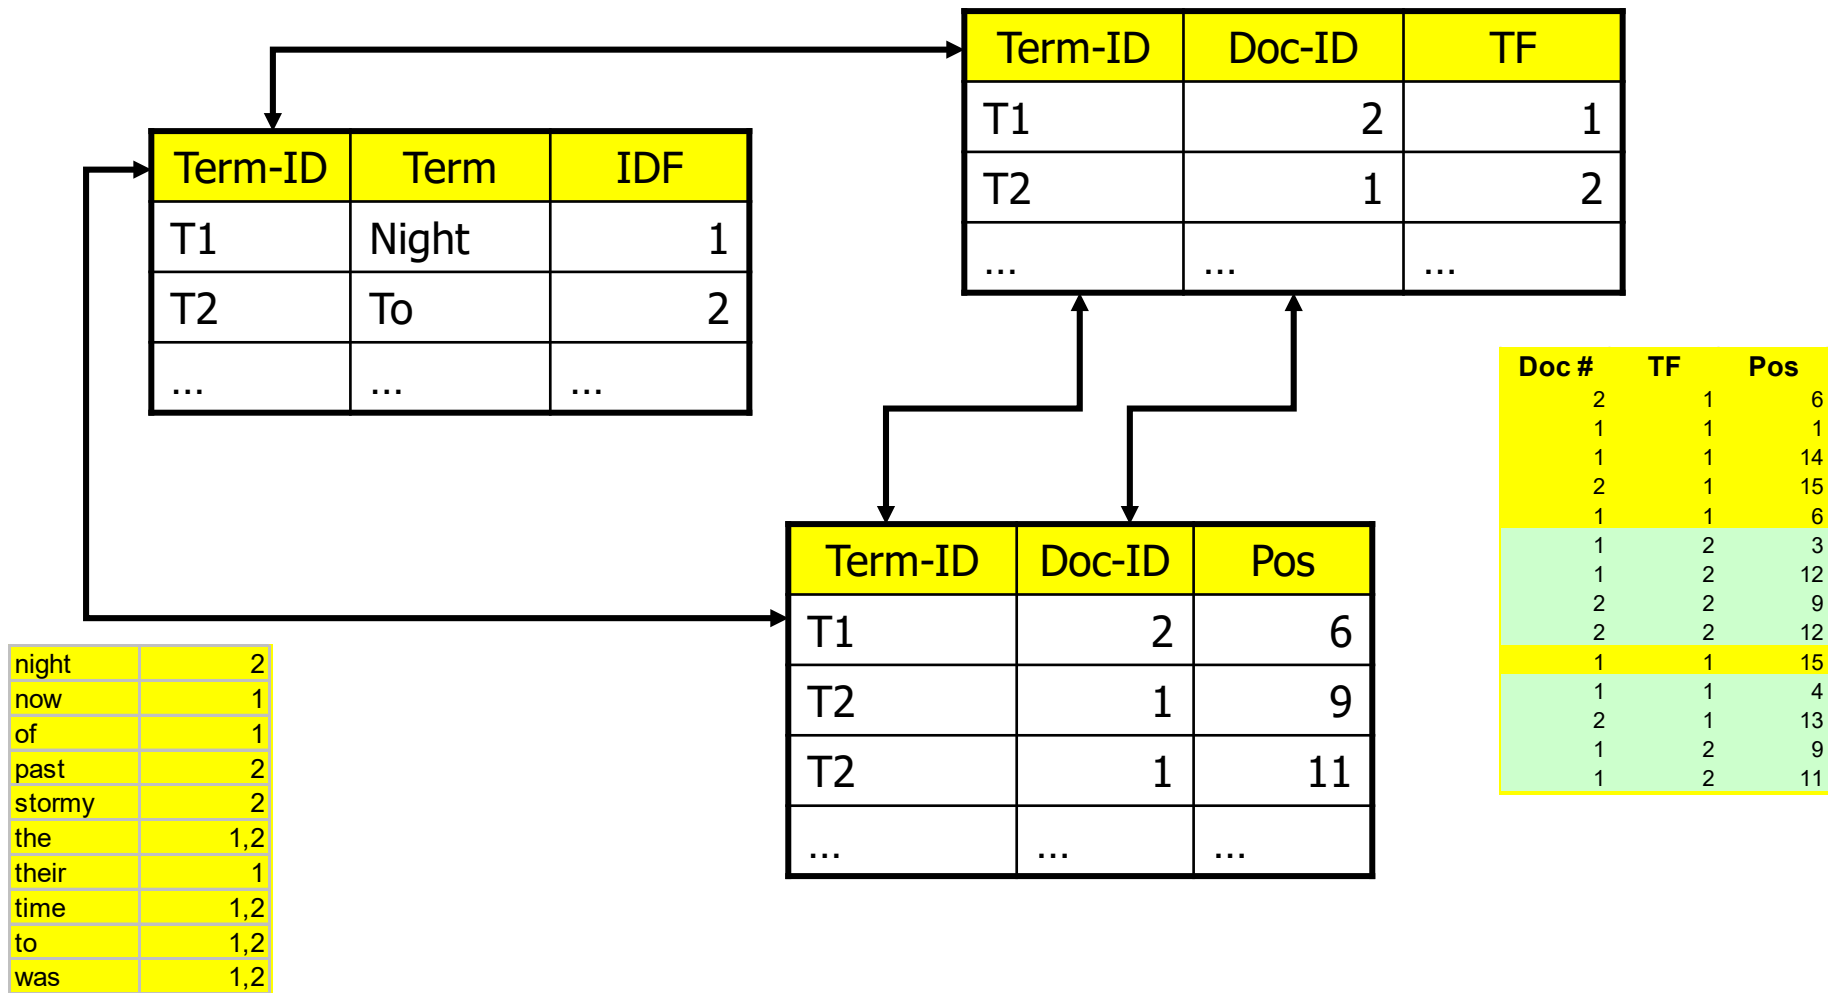 Term-ID Doc-ID TF
T1 2 1
T2 1 2
... ... ...
Term-ID Term IDF
T1 Night 1
T2 To 2
... ... ...
Doc # TF Pos
2 1 6
1 1 1
1 1 14
2 1 15
1 1 6
1 2 3
1 2 12
2 2 9
2 2 12
1 1 15
1 1 4
2 1 13
1 2 9
1 2 11
Term-ID Doc-ID Pos
T1 2 6
T2 1 9
T2 1 11
... ... ...
night 2
now 1
of 1
past 2
stormy 2
the 1,2
their 1
time 1,2
to 1,2
was 1,2